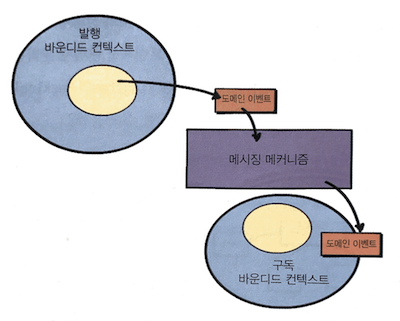 발행
바운디드 컨텍스트
도메인 이벤트
메시징 메커니즘
도메인 이벤트
구독
바운디드 컨텍스트